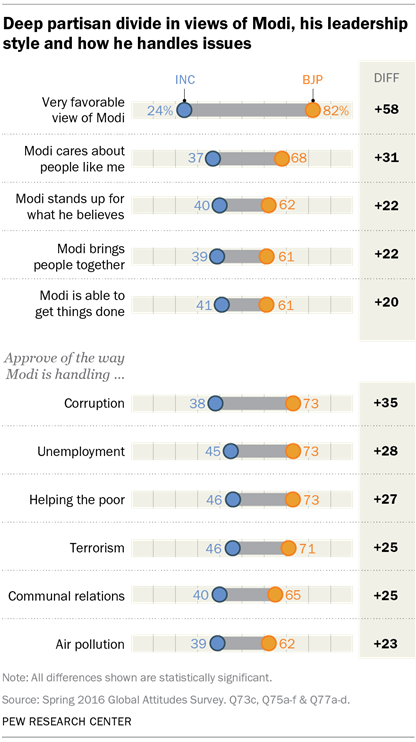 Deep partisan divide in views of Modi, his leadership
style and how he handles issues
INC BJP DIFF
Very favorable
view of Modi
24% 82% +58
Modi cares about
people like me
37 68 +31
Modi stands up for
what he believes
40 62 +22
Modi brings
people together
39 61 +22
Modi is able to
get things done
41 61 +20
Approve of the way
Modi is handling ...
Corruption 38 73 +35
Unemployment 45 73 +28
Helping the poor 46 73 +27
Terrorism 46 71 +25
Communal relations 40 65 +25
Air pollution 39 62 +23
Note: All differences shown are statistically significant.
Source: Spring 2016 Global Attitudes Survey. Q73c, Q75a-f & Q77a-d.
PEW RESEARCH CENTER